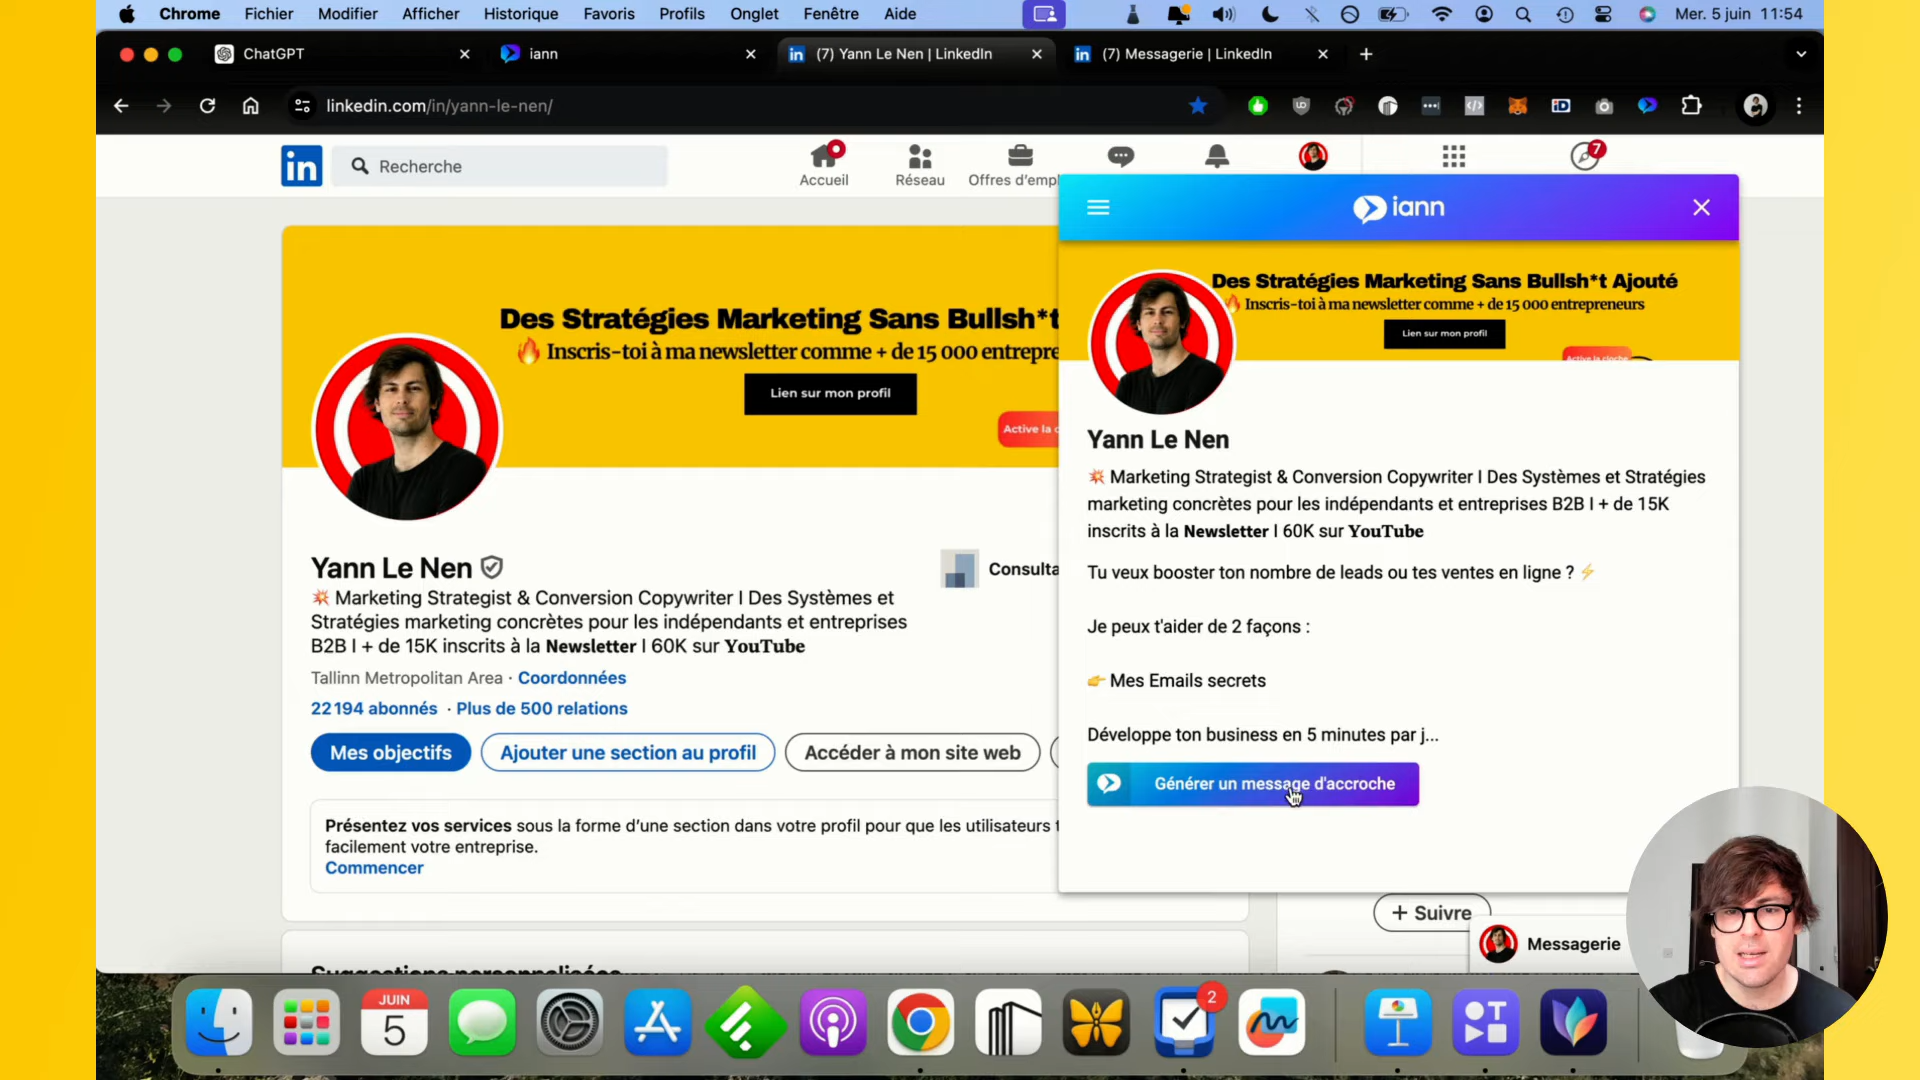 Chrome Fichier Modifier Afficher Historique Favoris Profils Onglet Fenêtre Aide Mer. 5 juin 11:54
ChatGPT
iann
(7) Yann Le Nen | LinkedIn
(7) Messagerie | LinkedIn
linkedin.com/in/yann-le-nen/
in
Recherche
Accueil
Réseau
Offres d'empl
7
iann
Des Stratégies Marketing Sans Bullsh*t
🔥 Inscris-toi à ma newsletter comme + de 15 000 entrepre
Lien sur mon profil
Active la c
Yann Le Nen
💥 Marketing Strategist & Conversion Copywriter I Des Systèmes et
Stratégies marketing concrètes pour les indépendants et entreprises
B2B I + de 15K inscrits à la Newsletter I 60K sur YouTube
Consulta
Tallinn Metropolitan Area · Coordonnées
22 194 abonnés · Plus de 500 relations
Mes objectifs
Ajouter une section au profil
Accéder à mon site web
Présentez vos services sous la forme d'une section dans votre profil pour que les utilisateurs t
facilement votre entreprise.
Commencer
Suggestions personnalisées
Des Stratégies Marketing Sans Bullsh*t Ajouté
🔥 Inscris-toi à ma newsletter comme + de 15 000 entrepreneurs
Lien sur mon profil
Active la cloche
Yann Le Nen
💥 Marketing Strategist & Conversion Copywriter I Des Systèmes et Stratégies
marketing concrètes pour les indépendants et entreprises B2B I + de 15K
inscrits à la Newsletter I 60K sur YouTube
Tu veux booster ton nombre de leads ou tes ventes en ligne ? ⚡
Je peux t'aider de 2 façons :
👉 Mes Emails secrets
Développe ton business en 5 minutes par j...
Générer un message d'accroche
+ Suivre
Messagerie
JUIN
5
2